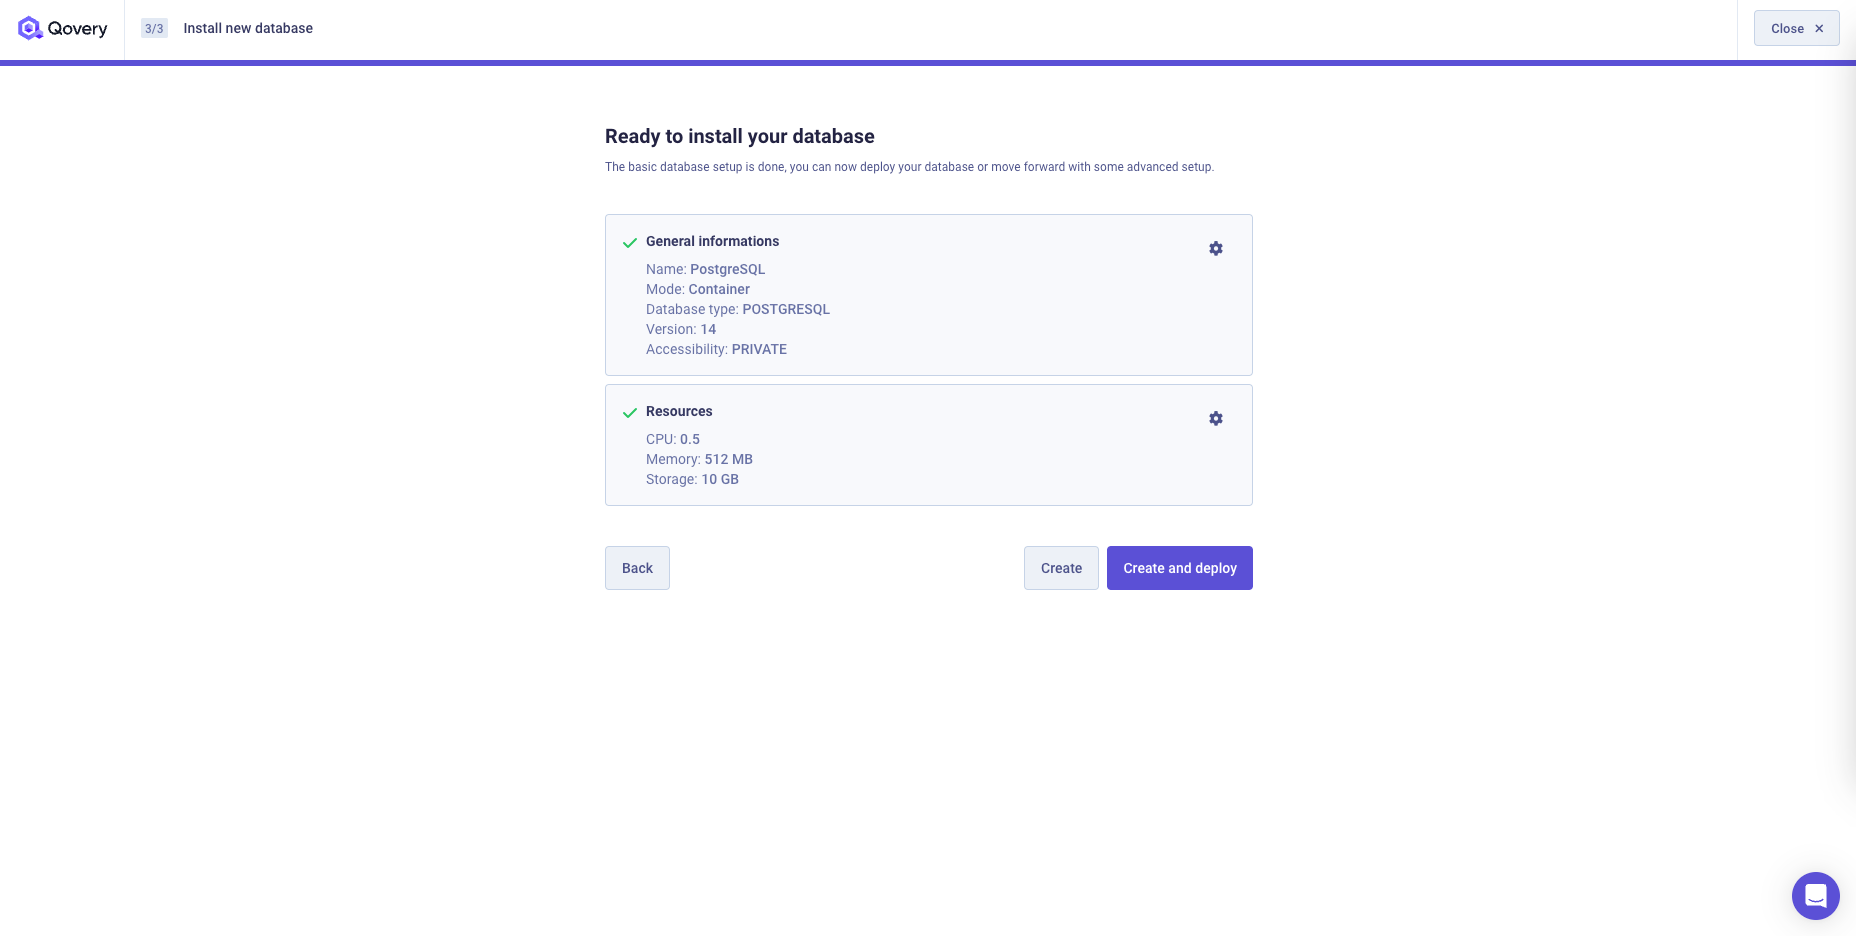 Qovery
3/3
Install new database
Close
Ready to install your database
The basic database setup is done, you can now deploy your database or move forward with some advanced setup.
General informations
Name: PostgreSQL
Mode: Container
Database type: POSTGRESQL
Version: 14
Accessibility: PRIVATE
Resources
CPU: 0.5
Memory: 512 MB
Storage: 10 GB
Back
Create
Create and deploy